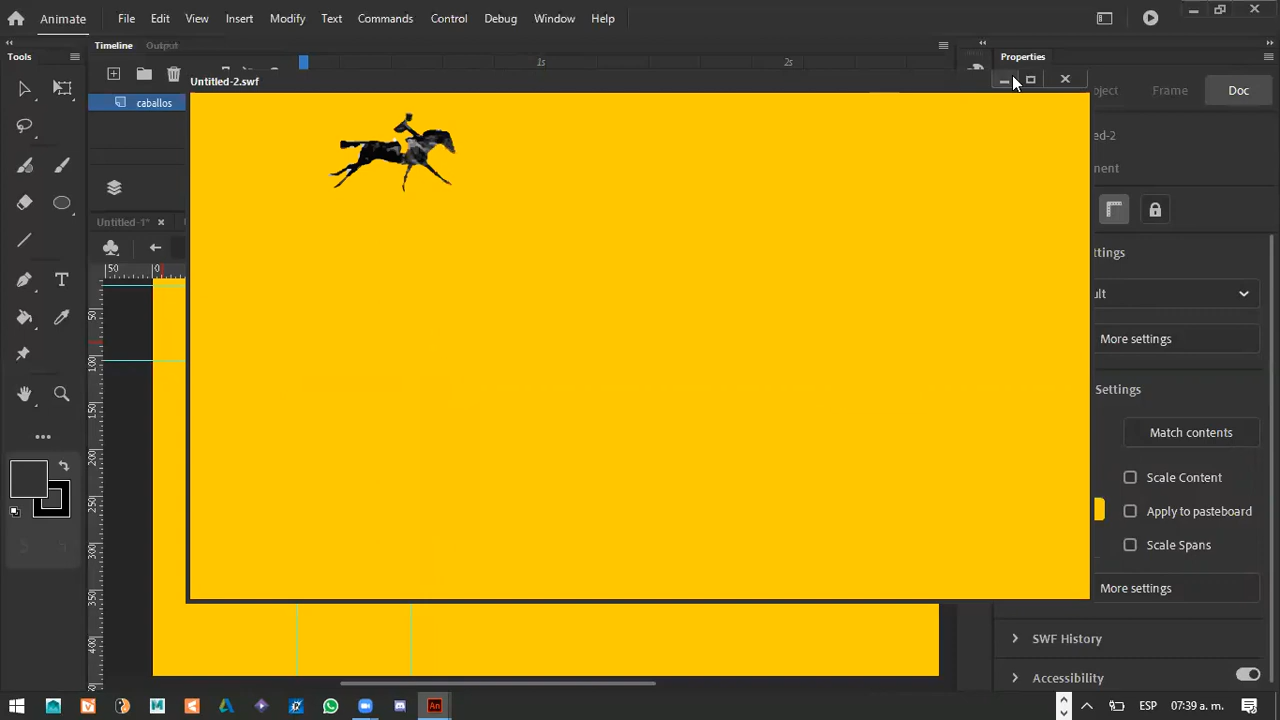 Animate
File
Edit
View
Insert
Modify
Text
Commands
Control
Debug
Window
Help
Tools
Timeline
Output
1s
2s
Properties
Untitled-2.swf
caballos
oject
Frame
Doc
-2
ment
Untitled-1*
50
0
ettings
ult
More settings
Settings
Match contents
Scale Content
Apply to pasteboard
Scale Spans
More settings
SWF History
Accessibility
50
100
150
200
250
300
350
400
ESP
07:39 a. m.